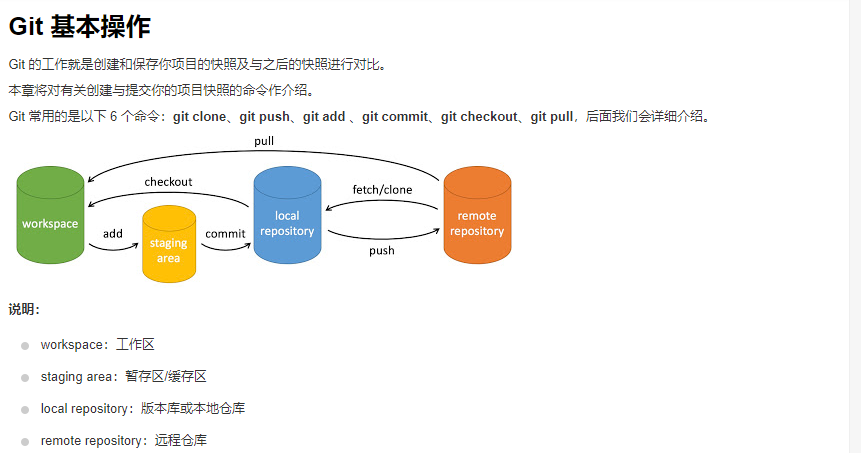 Git 基本操作
Git 的工作就是创建和保存你项目的快照及与之后的快照进行对比。
本章将对有关创建与提交你的项目快照的命令作介绍。
Git 常用的是以下 6 个命令：git clone、git push、git add 、git commit、git checkout、git pull，后面我们会详细介绍。
pull
checkout
fetch/clone
workspace
add
staging
area
commit
local
repository
push
remote
repository
说明：
workspace：工作区
staging area：暂存区/缓存区
local repository：版本库或本地仓库
remote repository：远程仓库